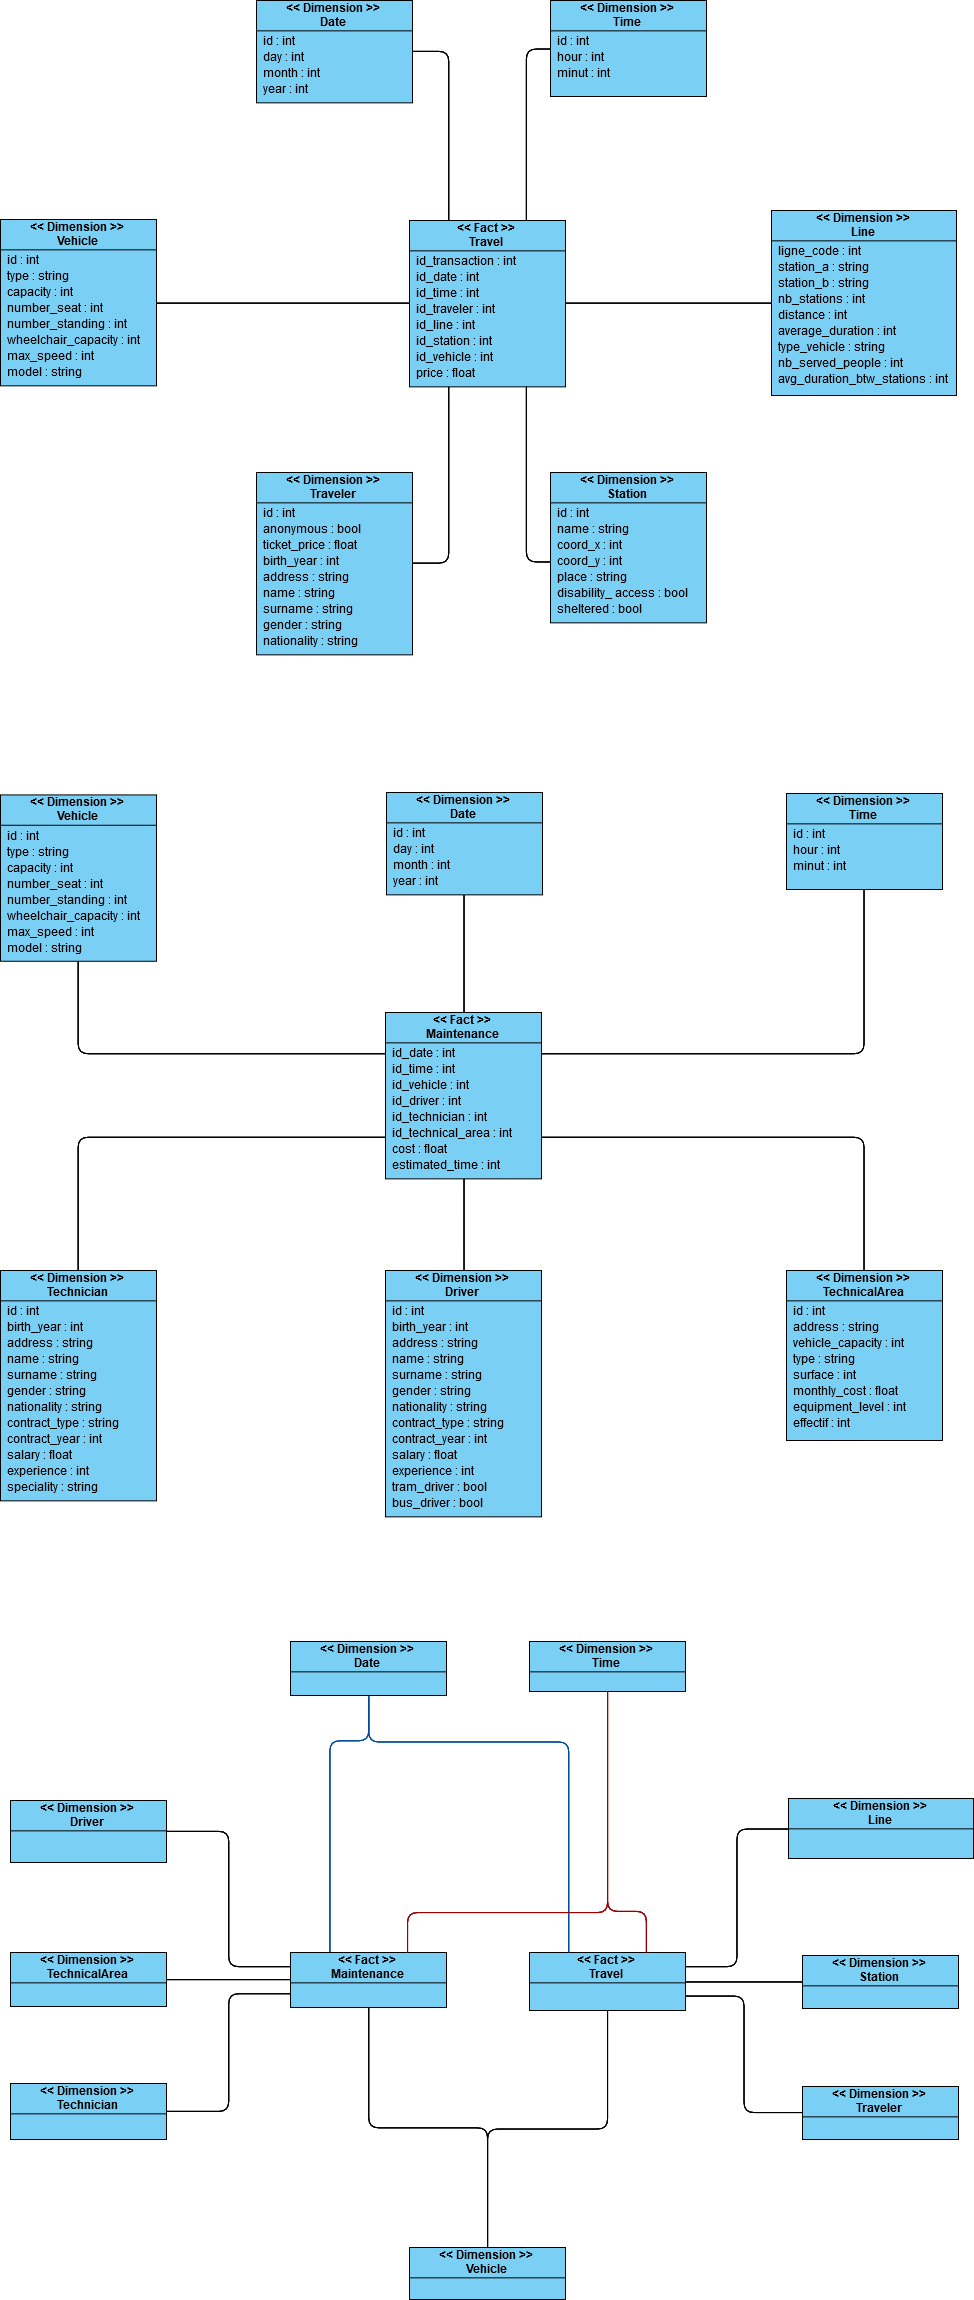 << Dimension >>
Date
id : int
day : int
month : int
year : int
<< Dimension >>
Time
id : int
hour : int
minut : int
<< Dimension >>
Vehicle
id : int
type : string
capacity : int
number_seat : int
number_standing : int
wheelchair_capacity : int
max_speed : int
model : string
<< Fact >>
Travel
id_transaction : int
id_date : int
id_time : int
id_traveler : int
id_line : int
id_station : int
id_vehicle : int
price : float
<< Dimension >>
Line
ligne_code : int
station_a : string
station_b : string
nb_stations : int
distance : int
average_duration : int
type_vehicle : string
nb_served_people : int
avg_duration_btw_stations : int
<< Dimension >>
Traveler
id : int
anonymous : bool
ticket_price : float
birth_year : int
address : string
name : string
surname : string
gender : string
nationality : string
<< Dimension >>
Station
id : int
name : string
coord_x : int
coord_y : int
place : string
disability_ access : bool
sheltered : bool
<< Dimension >>
Vehicle
id : int
type : string
capacity : int
number_seat : int
number_standing : int
wheelchair_capacity : int
max_speed : int
model : string
<< Dimension >>
Date
id : int
day : int
month : int
year : int
<< Dimension >>
Time
id : int
hour : int
minut : int
<< Fact >>
Maintenance
id_date : int
id_time : int
id_vehicle : int
id_driver : int
id_technician : int
id_technical_area : int
cost : float
estimated_time : int
<< Dimension >>
Technician
id : int
birth_year : int
address : string
name : string
surname : string
gender : string
nationality : string
contract_type : string
contract_year : int
salary : float
experience : int
speciality : string
<< Dimension >>
Driver
id : int
birth_year : int
address : string
name : string
surname : string
gender : string
nationality : string
contract_type : string
contract_year : int
salary : float
experience : int
tram_driver : bool
bus_driver : bool
<< Dimension >>
TechnicalArea
id : int
address : string
vehicle_capacity : int
type : string
surface : int
monthly_cost : float
equipment_level : int
effectif : int
<< Dimension >>
Date
<< Dimension >>
Time
<< Dimension >>
Driver
<< Dimension >>
Line
<< Dimension >>
TechnicalArea
<< Fact >>
Maintenance
<< Fact >>
Travel
<< Dimension >>
Station
<< Dimension >>
Technician
<< Dimension >>
Traveler
<< Dimension >>
Vehicle